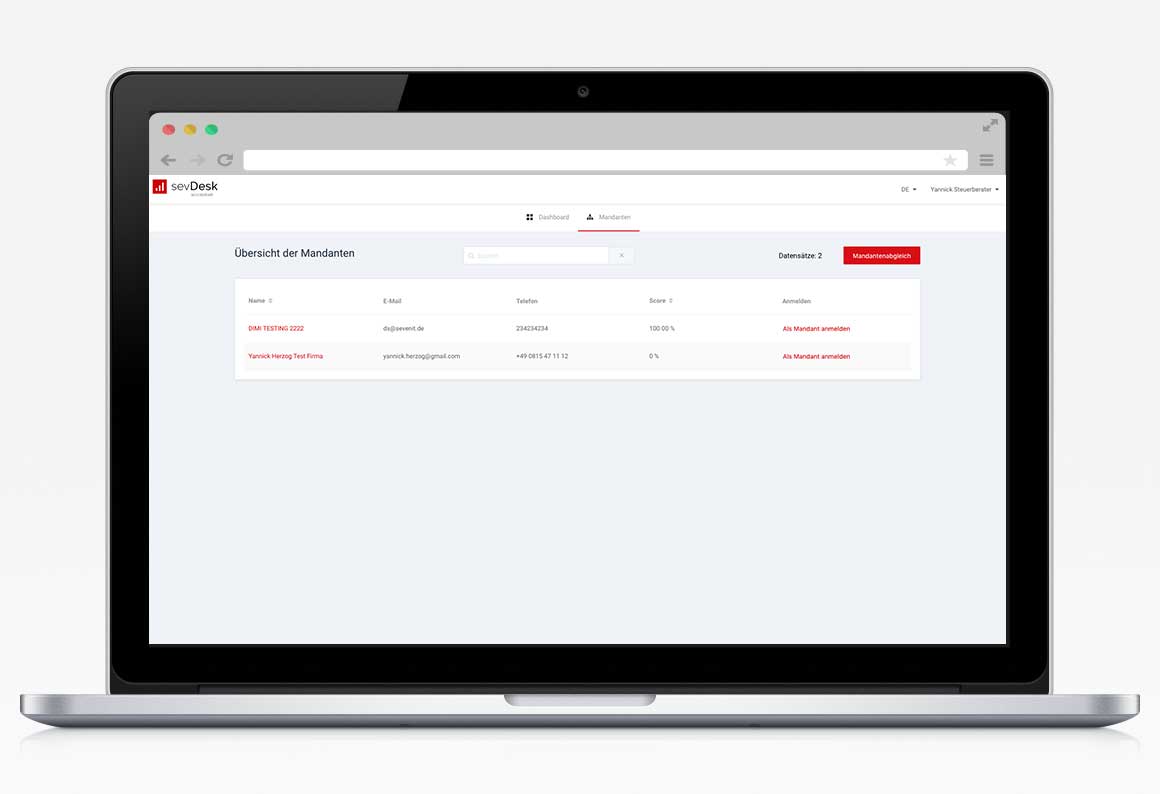 sevDesk
DE
Yannick Steuerberater
Dashboard
Mandanten
Übersicht der Mandanten
Datensätze: 2
Mandantenabgleich
Name E-Mail Telefon Score Anmelden
DIMI TESTING 2222 ds@sevenit.de 234234234 100.00 % Als Mandant anmelden
Yannick Herzog Test Firma yannick.herzog@gmail.com +49 0815 47 11 12 0 % Als Mandant anmelden